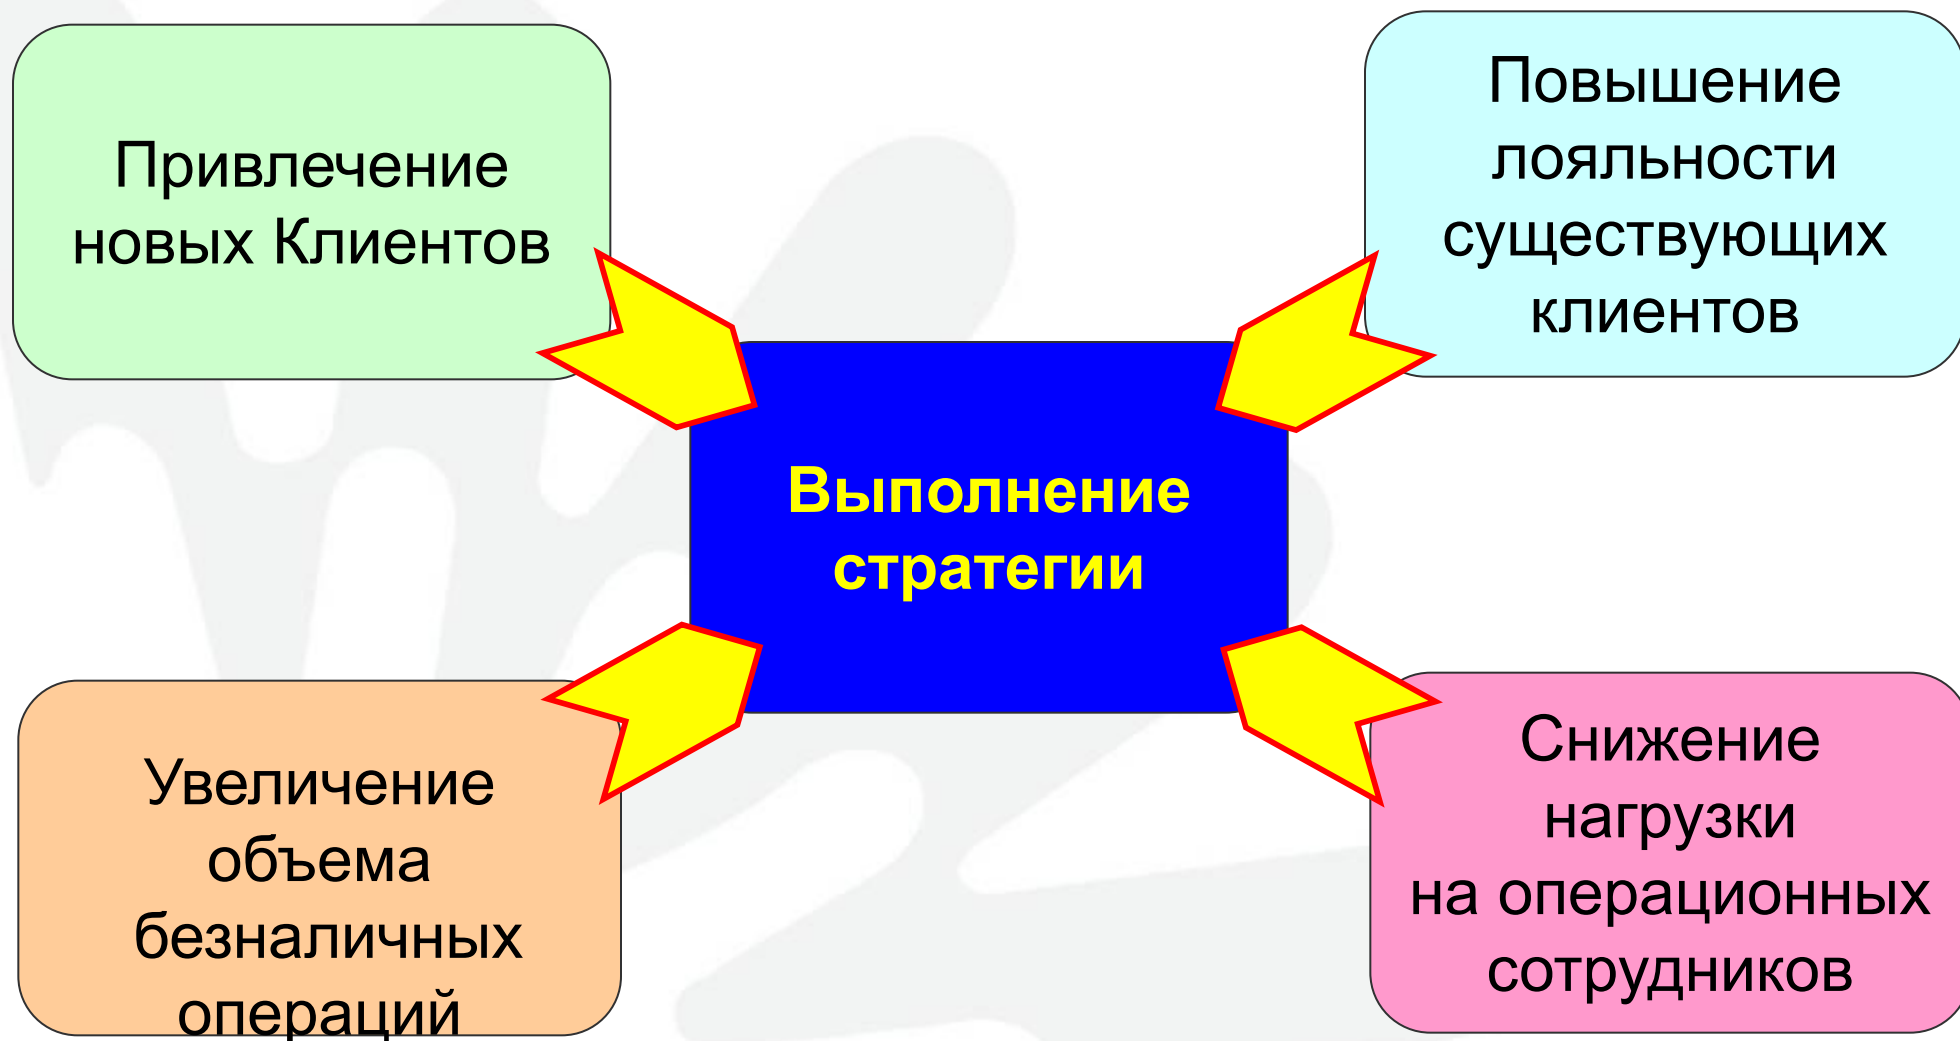 Привлечение
новых Клиентов
Повышение
лояльности
существующих
клиентов
Выполнение
стратегии
Увеличение
объема
безналичных
операций
Снижение
нагрузки
на операционных
сотрудников